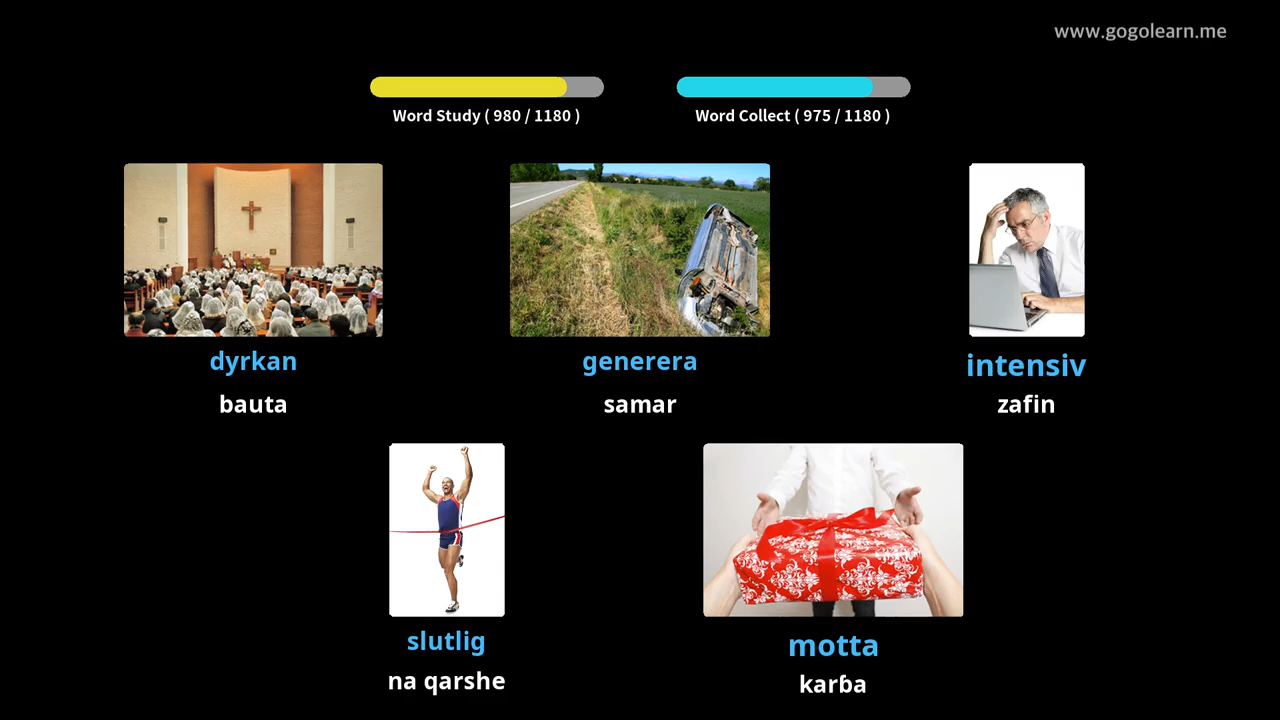 www.gogolearn.me
Word Study ( 980 / 1180 )
Word Collect ( 975 / 1180 )
dyrkan
bauta
generera
samar
intensiv
zafin
slutlig
na qarshe
motta
karɓa